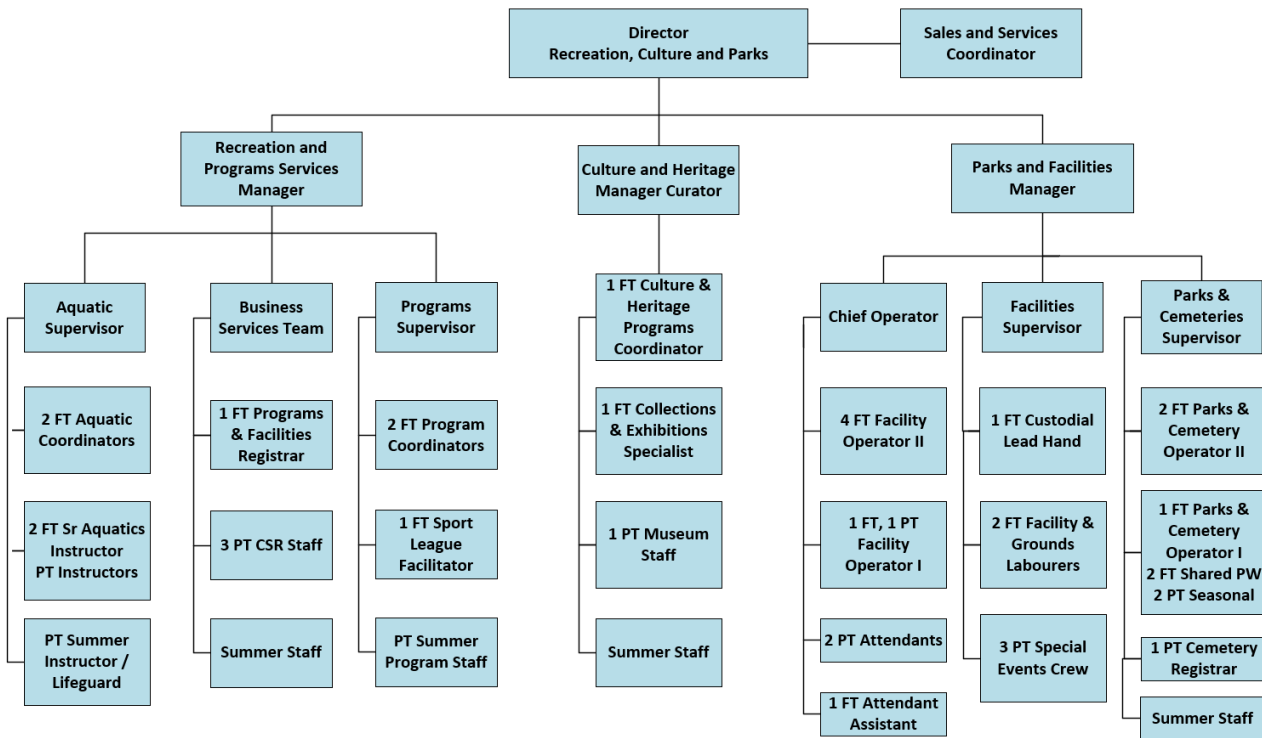 Director
Recreation, Culture and Parks
Sales and Services
Coordinator
Recreation and
Programs Services
Manager
Culture and Heritage
Manager Curator
Parks and Facilities
Manager
Aquatic
Supervisor
2 FT Aquatic
Coordinators
2 FT Sr Aquatics
Instructor
PT Instructors
PT Summer
Instructor /
Lifeguard
Business
Services Team
1 FT Programs
& Facilities
Registrar
3 PT CSR Staff
Summer Staff
Programs
Supervisor
2 FT Program
Coordinators
1 FT Sport
League
Facilitator
PT Summer
Program Staff
1 FT Culture &
Heritage
Programs
Coordinator
1 FT Collections
& Exhibitions
Specialist
1 PT Museum
Staff
Summer Staff
Chief Operator
4 FT Facility
Operator II
1 FT, 1 PT
Facility
Operator I
2 PT Attendants
1 FT Attendant
Assistant
Facilities
Supervisor
1 FT Custodial
Lead Hand
2 FT Facility &
Grounds
Labourers
3 PT Special
Events Crew
Parks &
Cemeteries
Supervisor
2 FT Parks &
Cemetery
Operator II
1 FT Parks &
Cemetery
Operator I
2 FT Shared PW
2 PT Seasonal
1 PT Cemetery
Registrar
Summer Staff